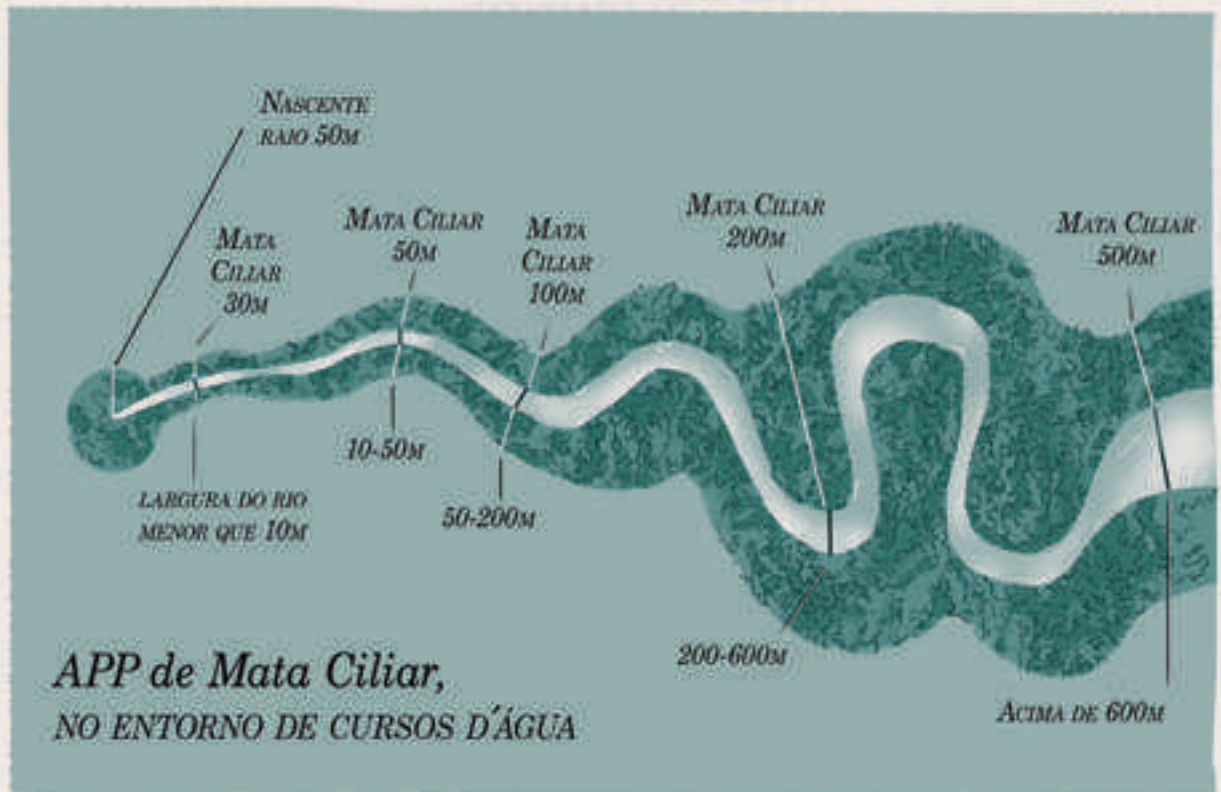 NASCENTE
RAIO 50M
MATA
CILIAR
30M
MATA CILIAR
50M
MATA
CILIAR
100M
MATA CILIAR
200M
MATA CILIAR
500M
LARGURA DO RIO
MENOR QUE 10M
10-50M
50-200M
200-600M
ACIMA DE 600M
APP de Mata Ciliar,
NO ENTORNO DE CURSOS D´ÁGUA